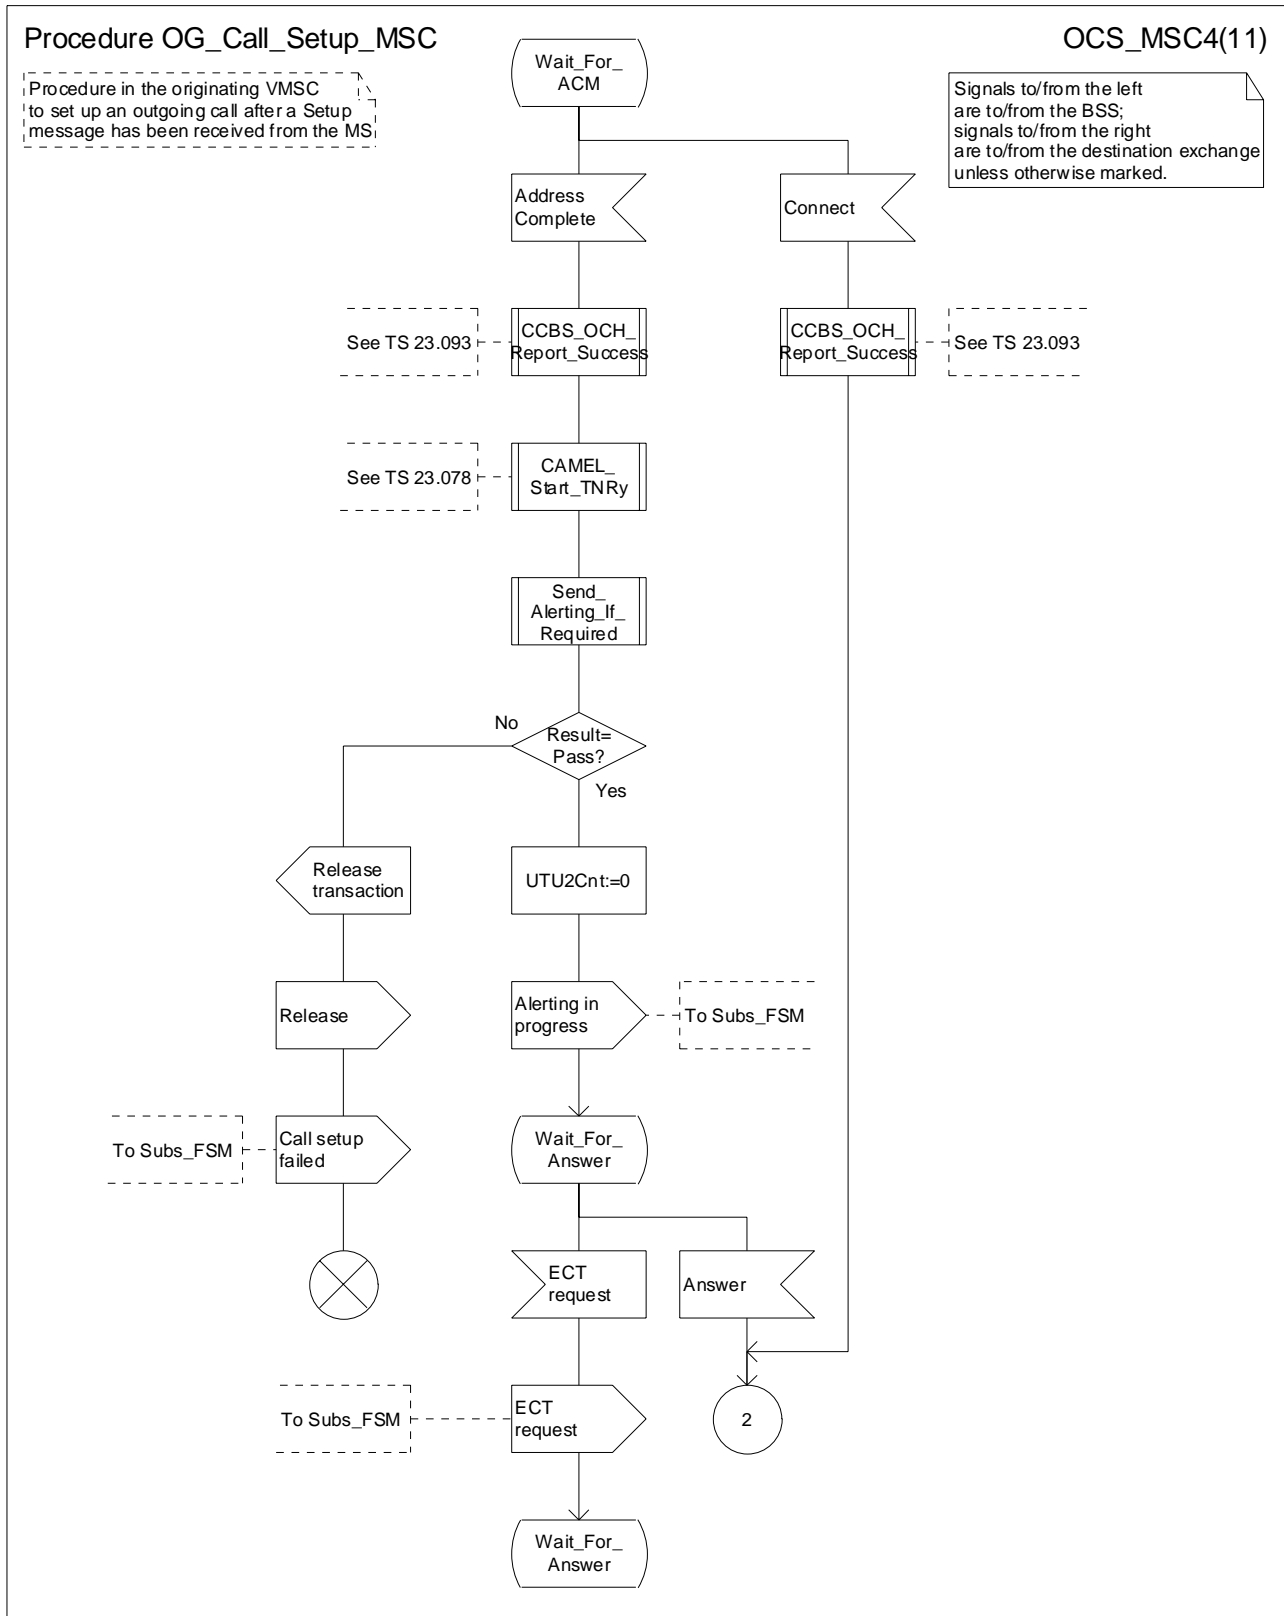 Procedure OG_Call_Setup_MSC
OCS_MSC4(11)
Procedure in the originating VMSC
to set up an outgoing call after a Setup
message has been received from the MS
Signals to/from the left
are to/from the BSS;
signals to/from the right
are to/from the destination exchange
unless otherwise marked.
Wait_For_
ACM
Address
Complete
Connect
See TS 23.093
CCBS_OCH_
Report_Success
CCBS_OCH_
Report_Success
See TS 23.093
See TS 23.078
CAMEL_
Start_TNRy
Send_
Alerting_If_
Required
No
Result=
Pass?
Yes
Release
transaction
UTU2Cnt:=0
Release
Alerting in
progress
To Subs_FSM
To Subs_FSM
Call setup
failed
Wait_For_
Answer
ECT
request
Answer
To Subs_FSM
ECT
request
2
Wait_For_
Answer